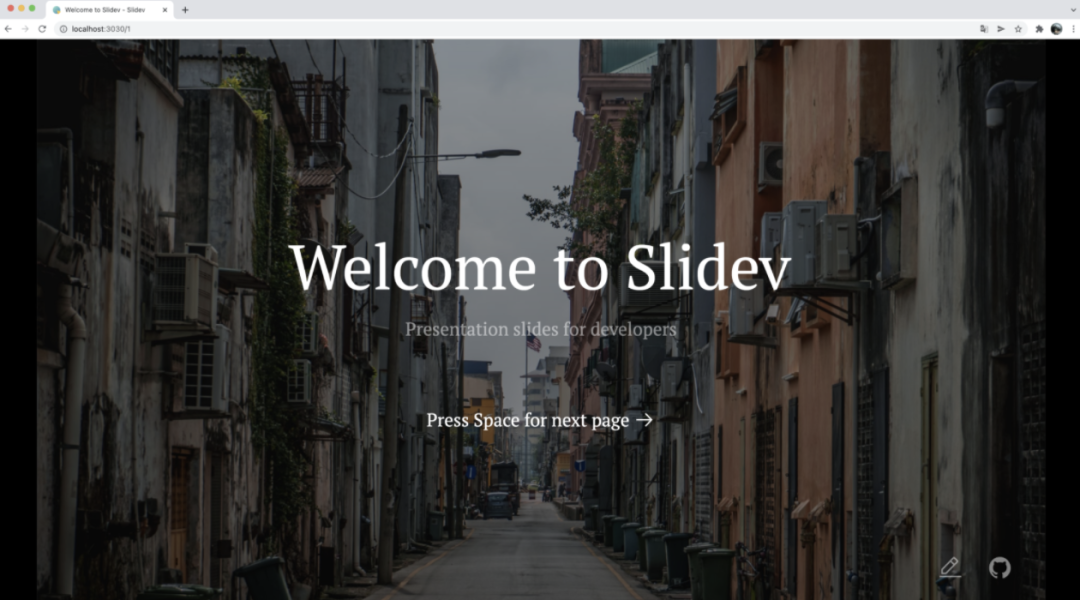 Welcome to Slidev - Slidev
localhost:3030/1
Welcome to Slidev
Presentation slides for developers
Press Space for next page →